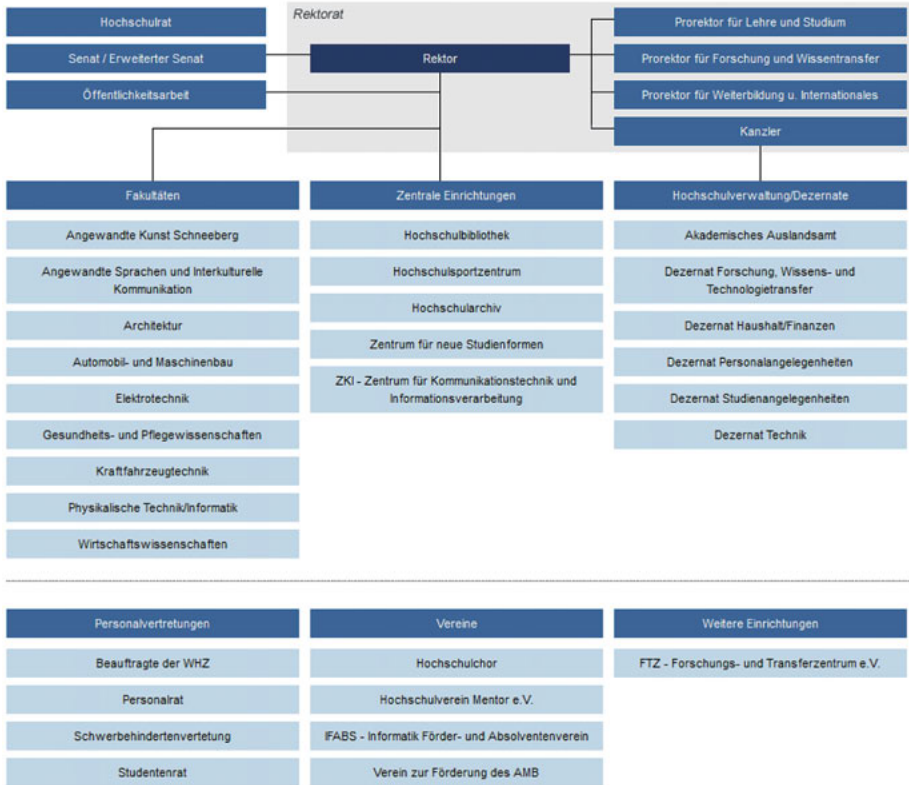 Hochschulrat
Senat / Erweiterter Senat
Öffentlichkeitsarbeit
Rektorat
Rektor
Prorektor für Lehre und Studium
Prorektor für Forschung und Wissentransfer
Prorektor für Weiterbildung u. Internationales
Kanzler
Fakultäten
Angewandte Kunst Schneeberg
Angewandte Sprachen und Interkulturelle
Kommunikation
Architektur
Automobil- und Maschinenbau
Elektrotechnik
Gesundheits- und Pflegewissenschaften
Kraftfahrzeugtechnik
Physikalische Technik/Informatik
Wirtschaftswissenschaften
Zentrale Einrichtungen
Hochschulbibliothek
Hochschulsportzentrum
Hochschularchiv
Zentrum für neue Studienformen
ZKI - Zentrum für Kommunikationstechnik und
Informationsverarbeitung
Hochschulverwaltung/Dezernate
Akademisches Auslandsamt
Dezernat Forschung, Wissens- und
Technologietransfer
Dezernat Haushalt/Finanzen
Dezernat Personalangelegenheiten
Dezernat Studienangelegenheiten
Dezernat Technik
Personalvertretungen
Beauftragte der WHZ
Personalrat
Schwerbehindertenvertetung
Studentenrat
Vereine
Hochschulchor
Hochschulverein Mentor e.V.
IFABS - Informatik Förder- und Absolventenverein
Verein zur Förderung des AMB
Weitere Einrichtungen
FTZ - Forschungs- und Transferzentrum e.V.